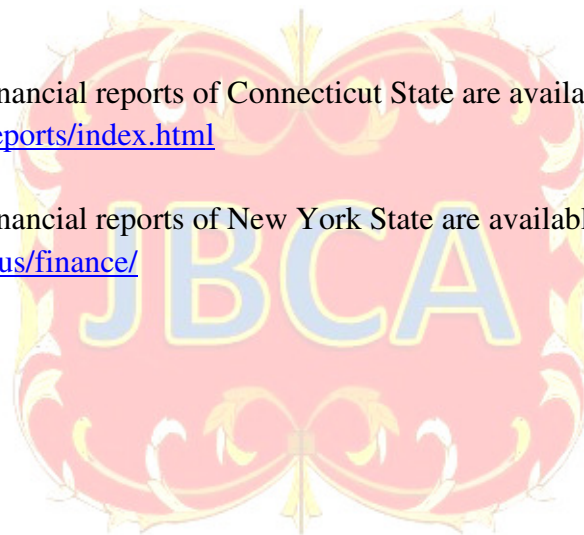 nancial reports of Connecticut State are availa
eports/index.html
nancial reports of New York State are availabl
us/finance/
JBCA